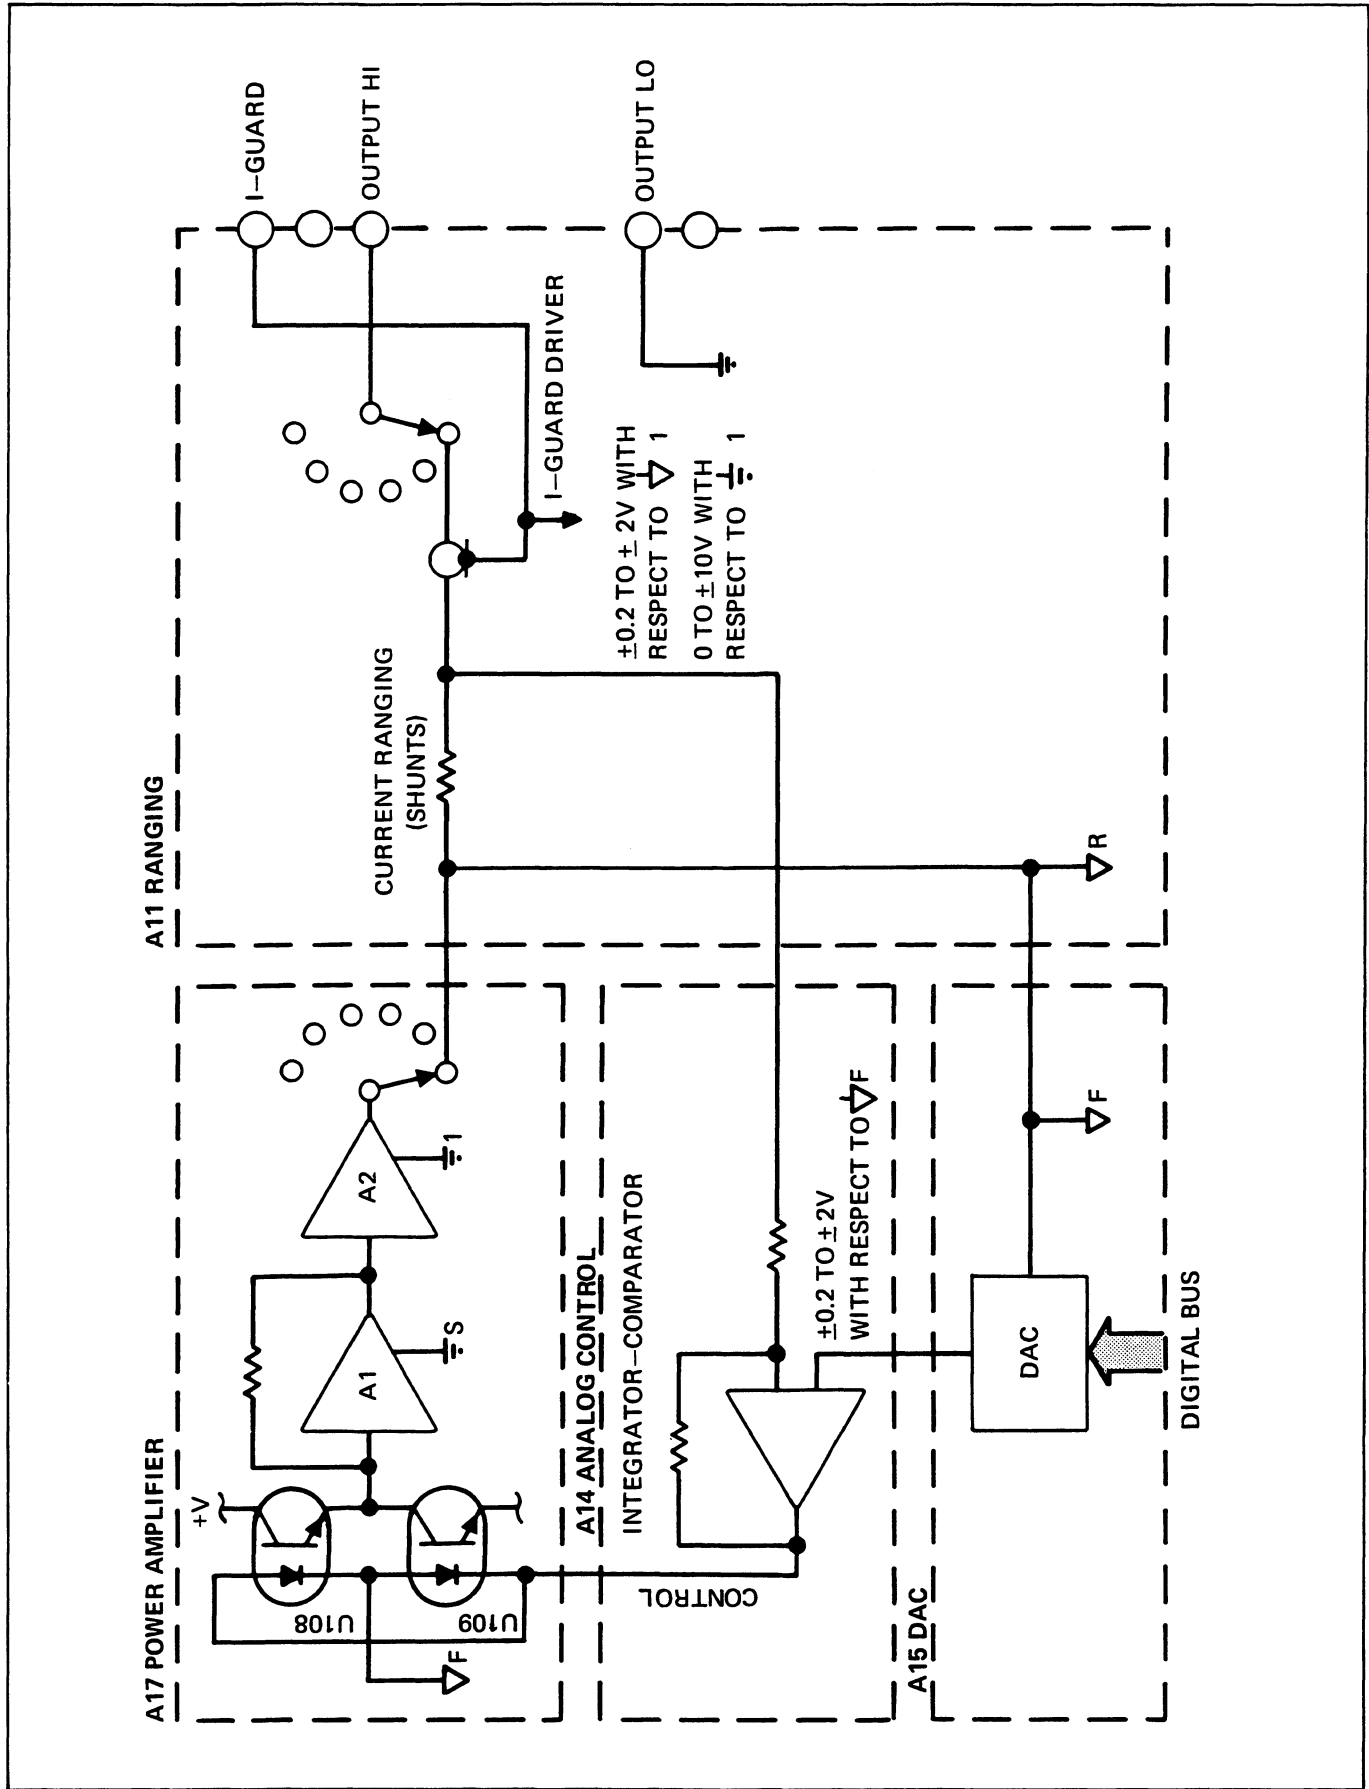 A17 POWER AMPLIFIER
+V
U108
U109
F
A1
S
A2
1
A14 ANALOG CONTROL
INTEGRATOR–COMPARATOR
CONTROL
±0.2 TO ± 2V
WITH RESPECT TO F
A15 DAC
DAC
F
DIGITAL BUS
A11 RANGING
CURRENT RANGING
(SHUNTS)
R
I–GUARD DRIVER
±0.2 TO ± 2V WITH
RESPECT TO 1
0 TO ±10V WITH
RESPECT TO 1
I–GUARD
OUTPUT HI
OUTPUT LO